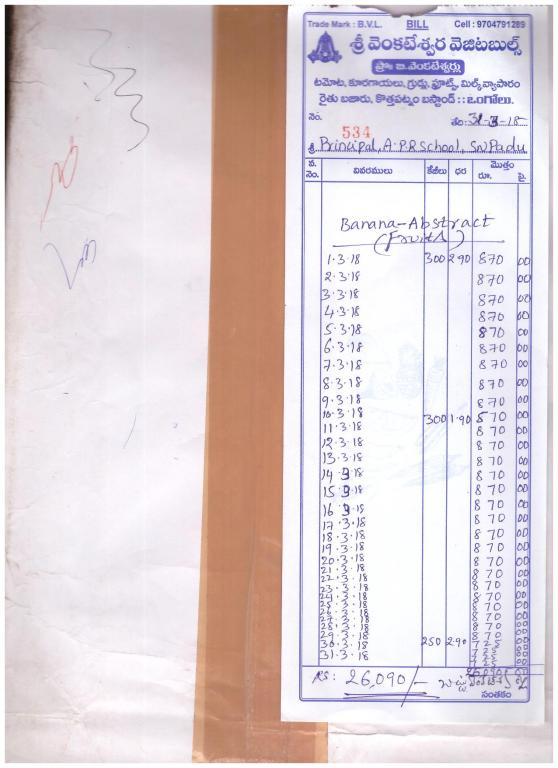 Trade Mark : B.V.L. BILL Cell : 9704791289
శ్రీ వెంకటేశ్వర వెజిటబుల్స్
ప్రొః బి.వెంకటేశ్వర్లు
టమోట, కూరగాయలు, గ్రుడ్లు, ఫ్రూట్స్, మిల్క్ వ్యాపారం
రైతు బజారు, కొత్తపట్నం బస్టాండ్ :: ఒంగోలు.
నెం. 534 తేది: 31-3-18
శ్రీ Principal, A.P.R School, S.N Padu
వ.నెం. వివరములు కేజీలు ధర మొత్తం రూ. పై.
Banana-Abstract
(Fruits)
1.3.18 300 2.90 870 00
2.3.18 870 00
3.3.18 870 00
4.3.18 870 00
5.3.18 870 00
6.3.18 870 00
7.3.18 870 00
8.3.18 870 00
9.3.18 870 00
10.3.18 300 1.90 570 00
11.3.18 870 00
12.3.18 870 00
13.3.18 870 00
14.3.18 870 00
15.3.18 870 00
16.3.18 870 00
17.3.18 870 00
18.3.18 870 00
19.3.18 870 00
20.3.18 870 00
21.3.18 870 00
22.3.18 870 00
23.3.18 870 00
24.3.18 870 00
25.3.18 870 00
26.3.18 870 00
27.3.18 870 00
28.3.18 870 00
29.3.18 725 00
30.3.18 250 2.90 725 00
31.3.18 725 00
26,090 00
RS: 26,090/-
సంతకం